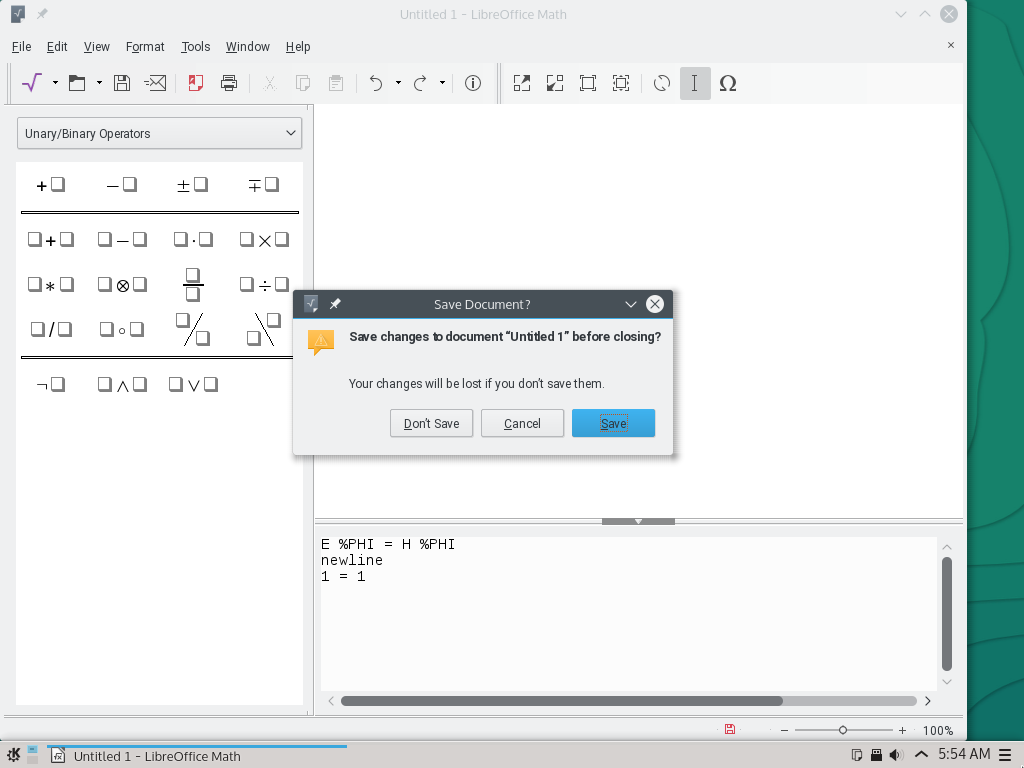 Untitled 1 – LibreOffice Math
File Edit View Format Tools Window Help
Unary/Binary Operators
Save Document?
Save changes to document “Untitled 1” before closing?
Your changes will be lost if you don’t save them.
Don’t Save Cancel Save
E %PHI = H %PHI
newline
1 = 1
100%
Untitled 1 – LibreOffice Math
5:54 AM